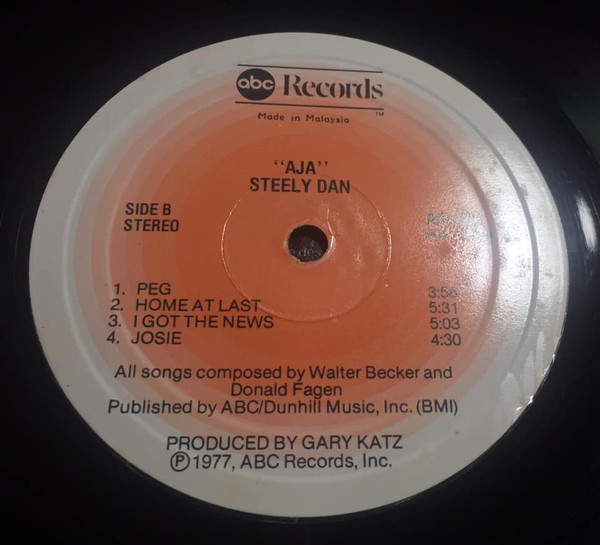 abc Records
Made in Malaysia TM
"AJA"
STEELY DAN
SIDE B
STEREO
1. PEG 3:58
2. HOME AT LAST 5:31
3. I GOT THE NEWS 5:03
4. JOSIE 4:30
All songs composed by Walter Becker and
Donald Fagen
Published by ABC/Dunhill Music, Inc. (BMI)
PRODUCED BY GARY KATZ
Ⓟ 1977, ABC Records, Inc.